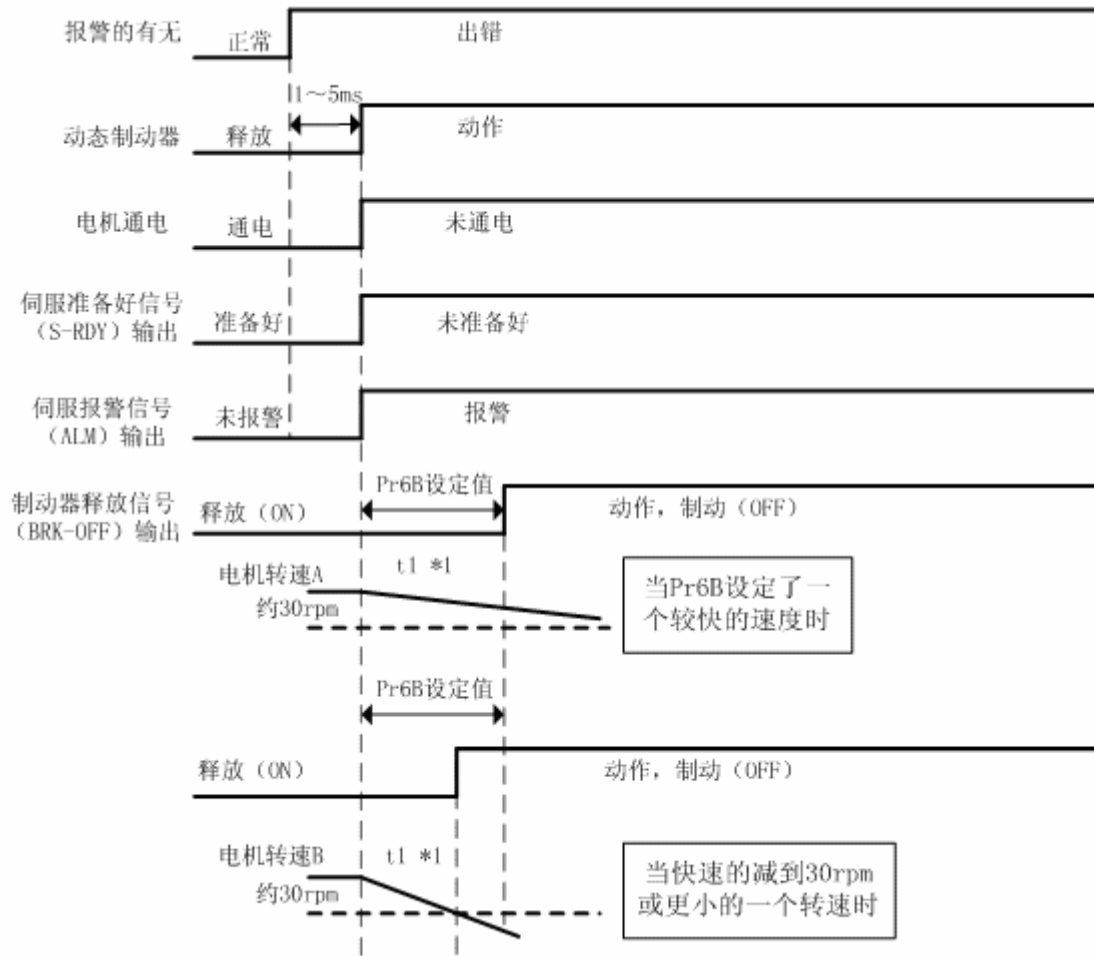 报警的有无
正常
出错
1～5ms
动态制动器
释放
动作
电机通电
通电
未通电
伺服准备好信号
（S-RDY）输出
准备好
未准备好
伺服报警信号
（ALM）输出
未报警
报警
Pr6B设定值
制动器释放信号
（BRK-OFF）输出
释放（ON）
动作，制动（OFF）
t1 *1
电机转速A
约30rpm
当Pr6B设定了一
个较快的速度时
Pr6B设定值
释放（ON）
动作，制动（OFF）
电机转速B
t1 *1
约30rpm
当快速的减到30rpm
或更小的一个转速时